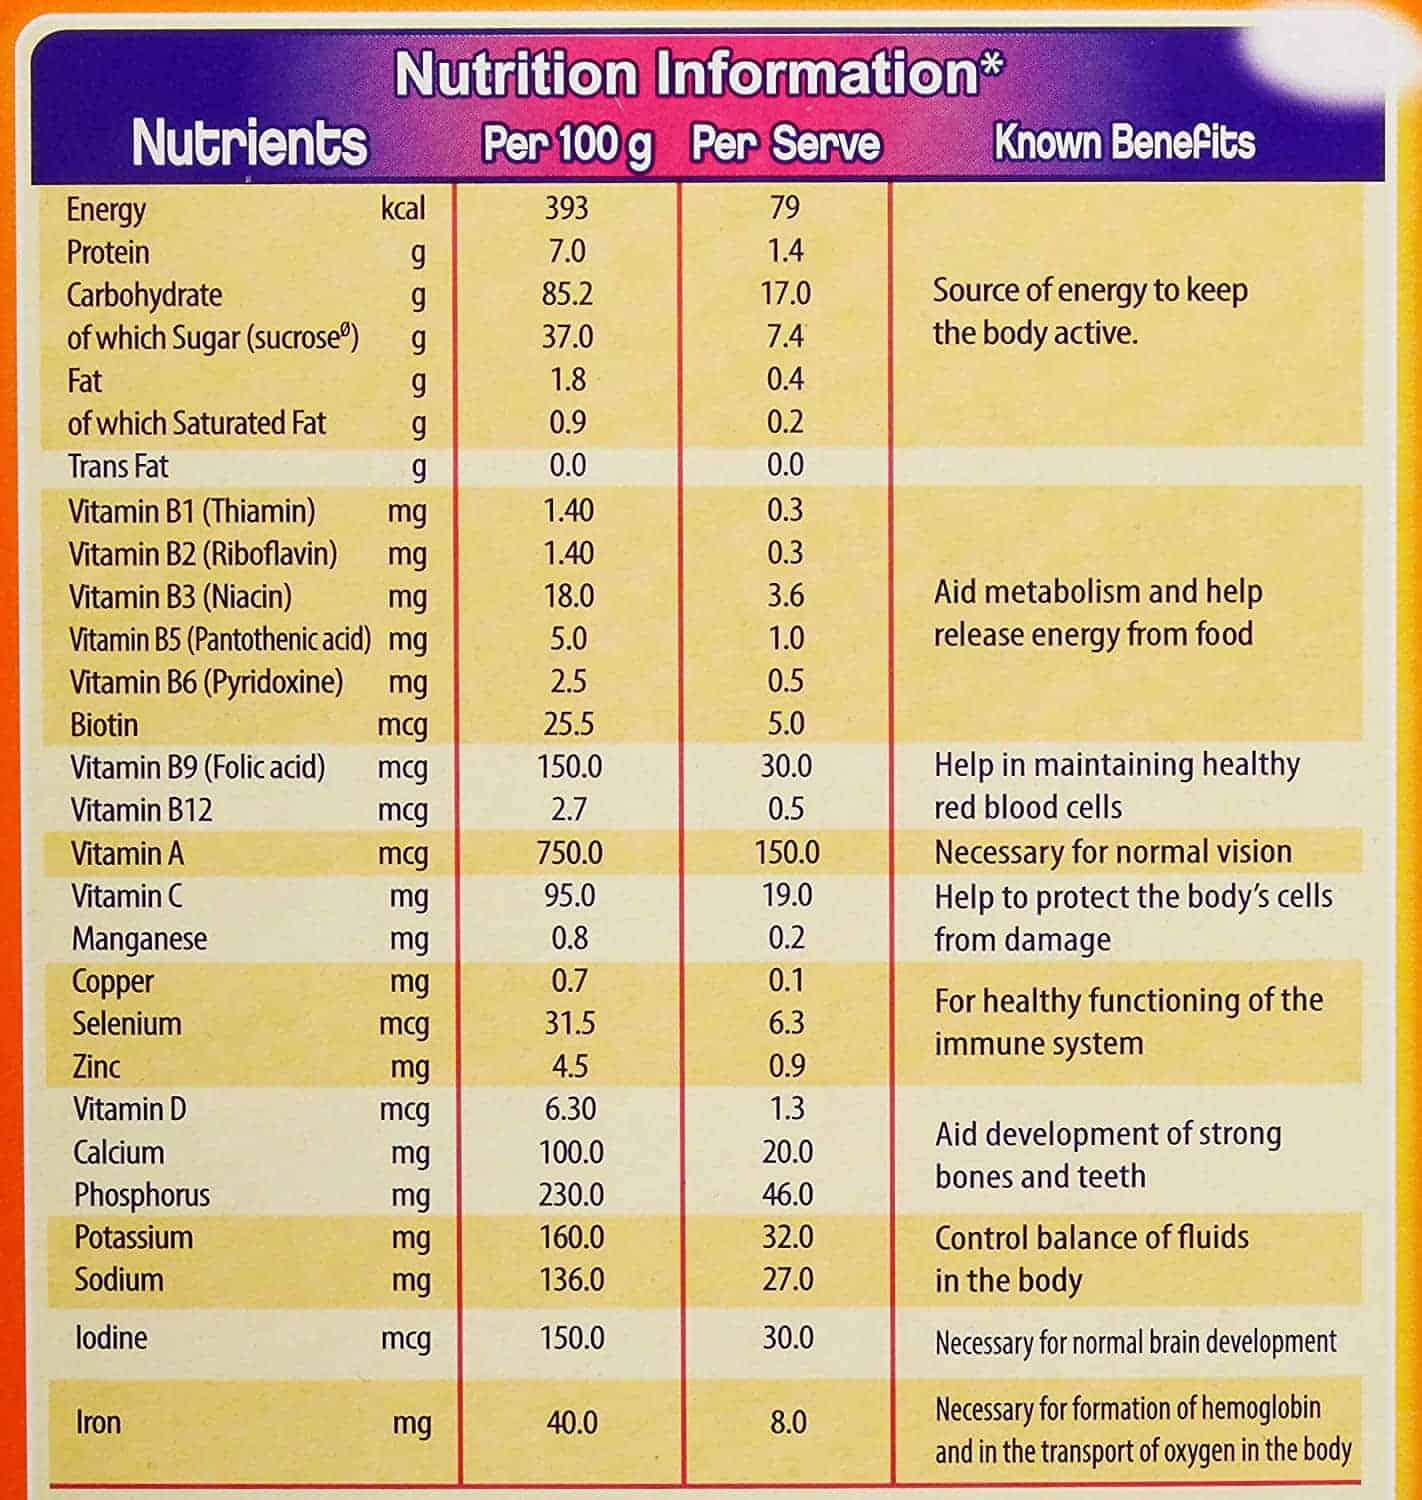 Nutrition Information*
Nutrients Per 100 g Per Serve Known Benefits
Energy kcal 393 79
Protein g 7.0 1.4
Carbohydrate g 85.2 17.0 Source of energy to keep
of which Sugar (sucroseø) g 37.0 7.4 the body active.
Fat g 1.8 0.4
of which Saturated Fat g 0.9 0.2
Trans Fat g 0.0 0.0
Vitamin B1 (Thiamin) mg 1.40 0.3
Vitamin B2 (Riboflavin) mg 1.40 0.3
Vitamin B3 (Niacin) mg 18.0 3.6 Aid metabolism and help
Vitamin B5 (Pantothenic acid) mg 5.0 1.0 release energy from food
Vitamin B6 (Pyridoxine) mg 2.5 0.5
Biotin mcg 25.5 5.0
Vitamin B9 (Folic acid) mcg 150.0 30.0 Help in maintaining healthy
Vitamin B12 mcg 2.7 0.5 red blood cells
Vitamin A mcg 750.0 150.0 Necessary for normal vision
Vitamin C mg 95.0 19.0 Help to protect the body's cells
Manganese mg 0.8 0.2 from damage
Copper mg 0.7 0.1
For healthy functioning of the
Selenium mcg 31.5 6.3
immune system
Zinc mg 4.5 0.9
Vitamin D mcg 6.30 1.3
Aid development of strong
Calcium mg 100.0 20.0
bones and teeth
Phosphorus mg 230.0 46.0
Potassium mg 160.0 32.0 Control balance of fluids
Sodium mg 136.0 27.0 in the body
Iodine mcg 150.0 30.0 Necessary for normal brain development
Necessary for formation of hemoglobin
Iron mg 40.0 8.0
and in the transport of oxygen in the body